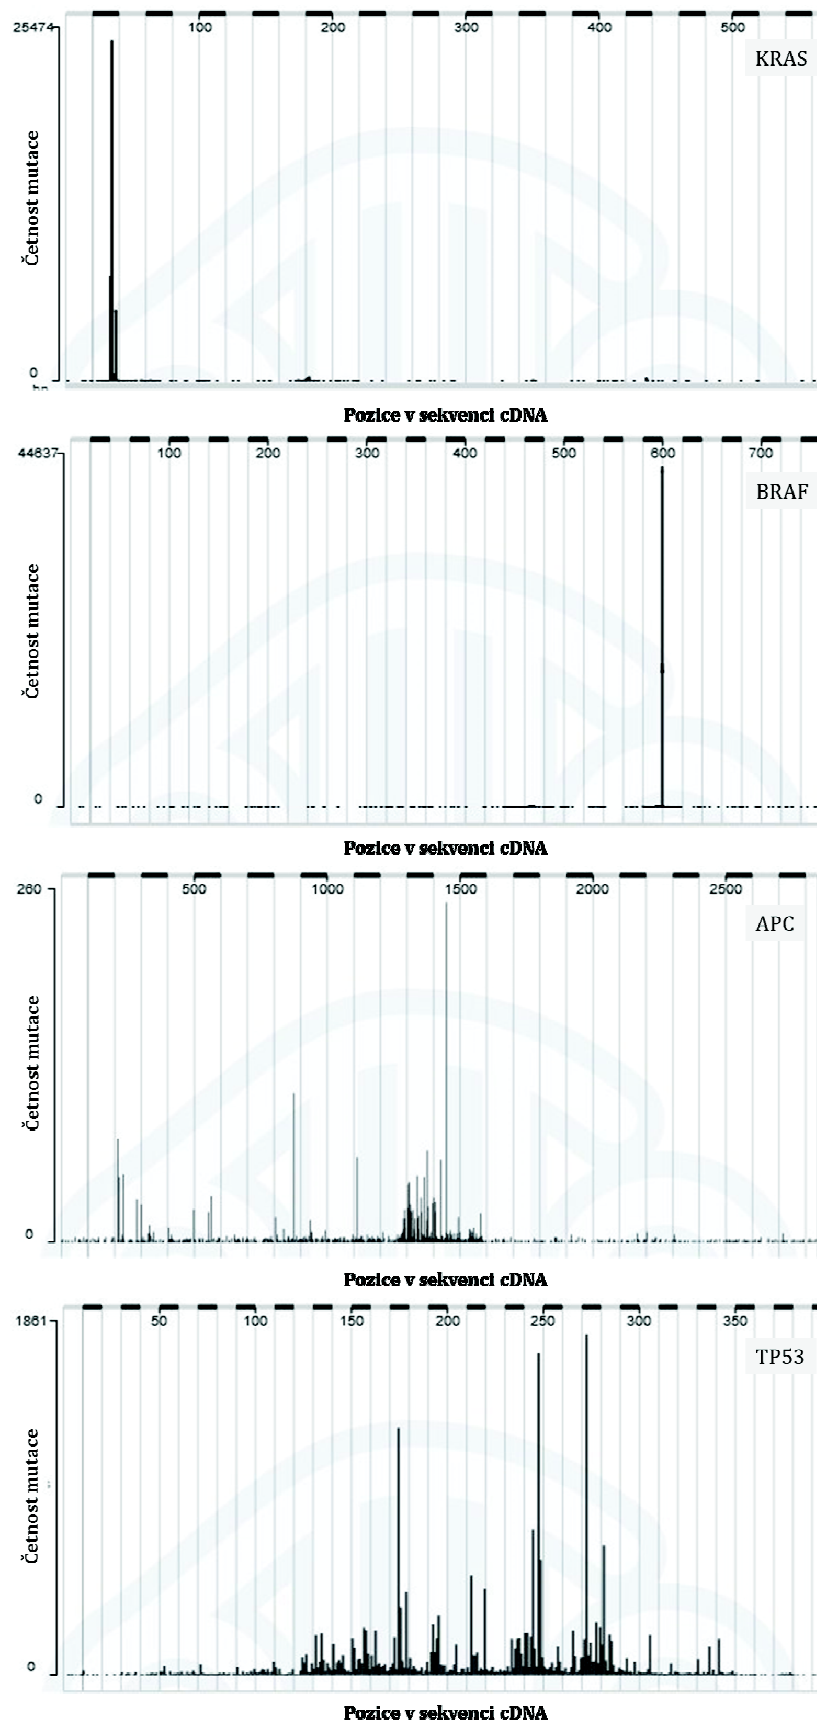 100 200 300 400 500
25474
KRAS
Četnost mutace
0
Pozice v sekvenci cDNA
100 200 300 400 500 600 700
44837
BRAF
Četnost mutace
0
Pozice v sekvenci cDNA
500 1000 1500 2000 2500
260
APC
Četnost mutace
0
Pozice v sekvenci cDNA
50 100 150 200 250 300 350
1861
TP53
Četnost mutace
0
Pozice v sekvenci cDNA